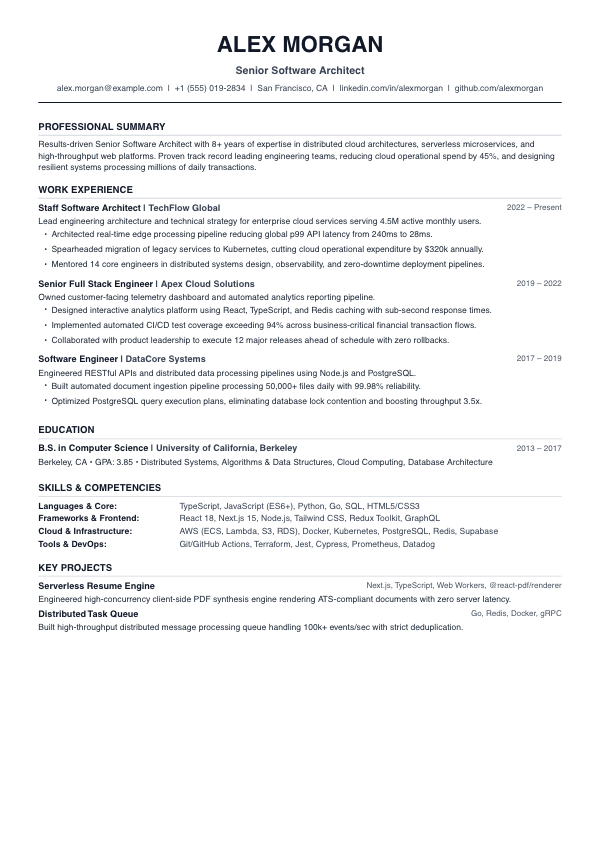 ALEX MORGAN
Senior Software Architect
alex.morgan@example.com | +1 (555) 019-2834 | San Francisco, CA | linkedin.com/in/alexmorgan | github.com/alexmorgan
PROFESSIONAL SUMMARY
Results-driven Senior Software Architect with 8+ years of expertise in distributed cloud architectures, serverless microservices, and
high-throughput web platforms. Proven track record leading engineering teams, reducing cloud operational spend by 45%, and designing
resilient systems processing millions of daily transactions.
WORK EXPERIENCE
Staff Software Architect | TechFlow Global 2022 – Present
Lead engineering architecture and technical strategy for enterprise cloud services serving 4.5M active monthly users.
• Architected real-time edge processing pipeline reducing global p99 API latency from 240ms to 28ms.
• Spearheaded migration of legacy services to Kubernetes, cutting cloud operational expenditure by $320k annually.
• Mentored 14 core engineers in distributed systems design, observability, and zero-downtime deployment pipelines.
Senior Full Stack Engineer | Apex Cloud Solutions 2019 – 2022
Owned customer-facing telemetry dashboard and automated analytics reporting pipeline.
• Designed interactive analytics platform using React, TypeScript, and Redis caching with sub-second response times.
• Implemented automated CI/CD test coverage exceeding 94% across business-critical financial transaction flows.
• Collaborated with product leadership to execute 12 major releases ahead of schedule with zero rollbacks.
Software Engineer | DataCore Systems 2017 – 2019
Engineered RESTful APIs and distributed data processing pipelines using Node.js and PostgreSQL.
• Built automated document ingestion pipeline processing 50,000+ files daily with 99.98% reliability.
• Optimized PostgreSQL query execution plans, eliminating database lock contention and boosting throughput 3.5x.
EDUCATION
B.S. in Computer Science | University of California, Berkeley 2013 – 2017
Berkeley, CA • GPA: 3.85 • Distributed Systems, Algorithms & Data Structures, Cloud Computing, Database Architecture
SKILLS & COMPETENCIES
Languages & Core: TypeScript, JavaScript (ES6+), Python, Go, SQL, HTML5/CSS3
Frameworks & Frontend: React 18, Next.js 15, Node.js, Tailwind CSS, Redux Toolkit, GraphQL
Cloud & Infrastructure: AWS (ECS, Lambda, S3, RDS), Docker, Kubernetes, PostgreSQL, Redis, Supabase
Tools & DevOps: Git/GitHub Actions, Terraform, Jest, Cypress, Prometheus, Datadog
KEY PROJECTS
Serverless Resume Engine Next.js, TypeScript, Web Workers, @react-pdf/renderer
Engineered high-concurrency client-side PDF synthesis engine rendering ATS-compliant documents with zero server latency.
Distributed Task Queue Go, Redis, Docker, gRPC
Built high-throughput distributed message processing queue handling 100k+ events/sec with strict deduplication.